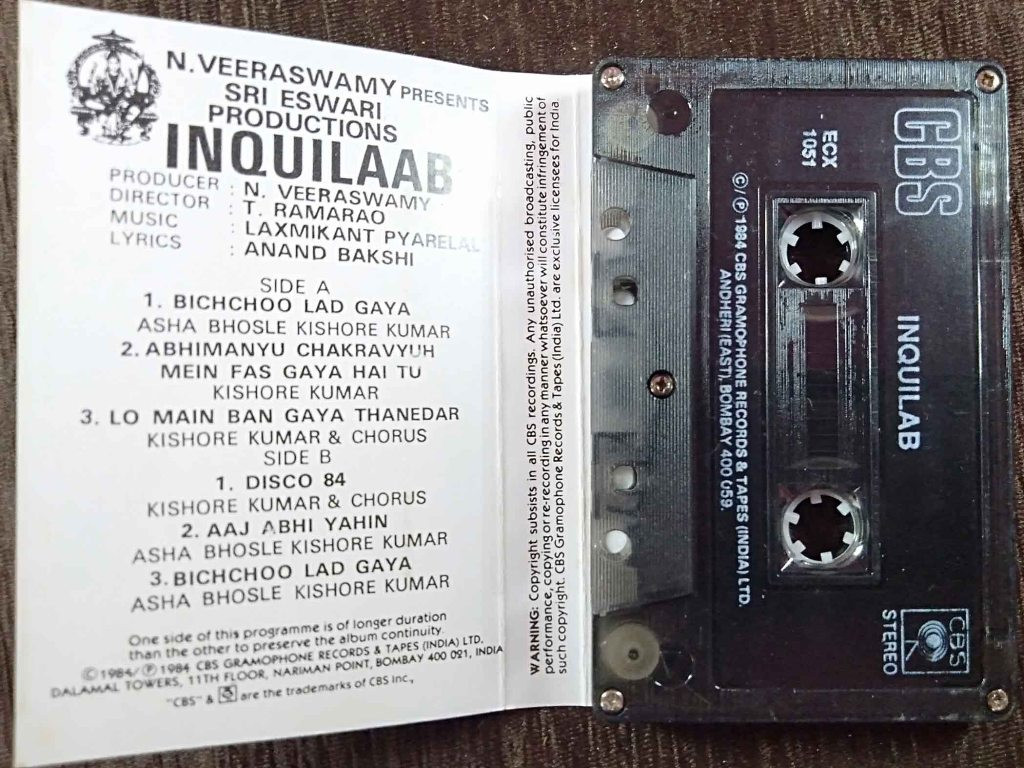 N.VEERASWAMY PRESENTS
SRI ESWARI
PRODUCTIONS
INQUILAAB
PRODUCER : N. VEERASWAMY
DIRECTOR : T. RAMARAO
MUSIC : LAXMIKANT PYARELAL
LYRICS : ANAND BAKSHI
SIDE A
1. BICHCHOO LAD GAYA
ASHA BHOSLE KISHORE KUMAR
2. ABHIMANYU CHAKRAVYUH
MEIN FAS GAYA HAI TU
KISHORE KUMAR
3. LO MAIN BAN GAYA THANEDAR
KISHORE KUMAR & CHORUS
SIDE B
1. DISCO 84
KISHORE KUMAR & CHORUS
2. AAJ ABHI YAHIN
ASHA BHOSLE KISHORE KUMAR
3. BICHCHOO LAD GAYA
ASHA BHOSLE KISHORE KUMAR
One side of this programme is of longer duration
than the other to preserve the album continuity.
©1984/℗1984 CBS GRAMOPHONE RECORDS & TAPES (INDIA) LTD.
DALAMAL TOWERS, 11TH FLOOR, NARIMAN POINT, BOMBAY 400 021, INDIA
"CBS" & are the trademarks of CBS Inc.,
WARNING: Copyright subsists in all CBS recordings. Any unauthorised broadcasting, public
performance, copying or re-recording in any manner whatsoever will constitute infringement of
such copyright. CBS Gramophone Records & Tapes (India) Ltd. are exclusive licensees for India.
CBS
ECX
1051
©/℗ 1984 CBS GRAMOPHONE RECORDS & TAPES (INDIA) LTD.
ANDHERI (EAST), BOMBAY 400 059.
INQUILAB
CBS
STEREO